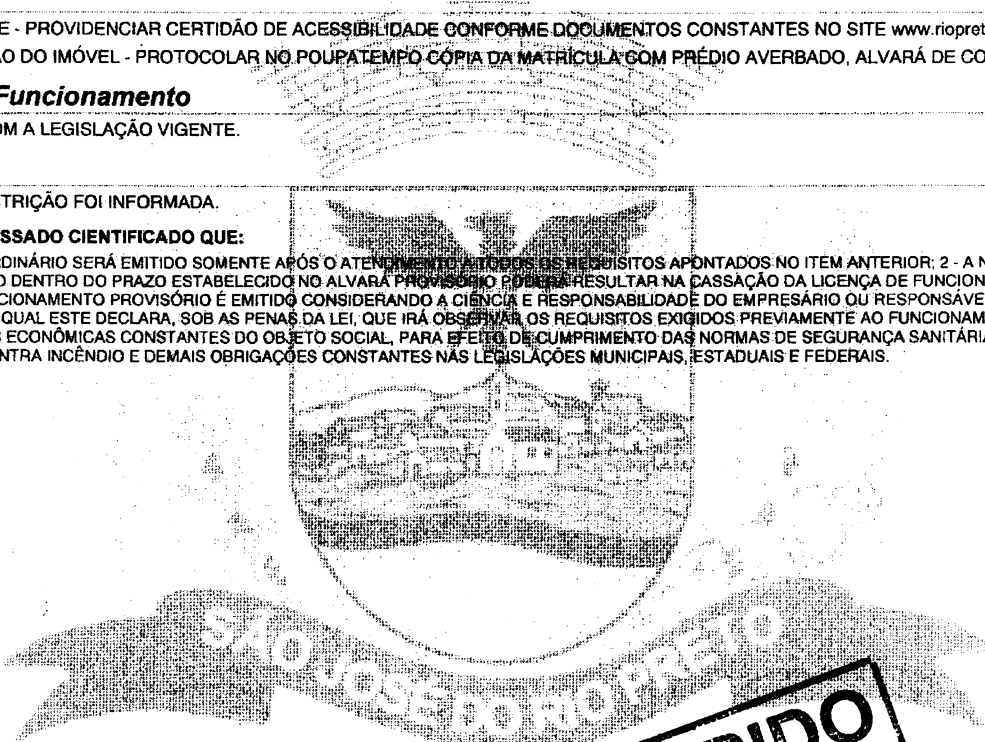 E - PROVIDENCIAR CERTIDÃO DE ACESSIBILIDADE CONFORME DOCUMENTOS CONSTANTES NO SITE www.riopret
ÃO DO IMÓVEL - PROTOCOLAR NO POUPATEMPO CÓPIA DA MATRÍCULA COM PRÉDIO AVERBADO, ALVARÁ DE CO
Funcionamento
OM A LEGISLAÇÃO VIGENTE.
TRIÇÃO FOI INFORMADA.
SSADO CIENTIFICADO QUE:
RDINÁRIO SERÁ EMITIDO SOMENTE APÓS O ATENDIMENTO A TODOS OS REQUISITOS APONTADOS NO ITEM ANTERIOR; 2 - A N
O DENTRO DO PRAZO ESTABELECIDO NO ALVARÁ PROVISÓRIO PODERÁ RESULTAR NA CASSAÇÃO DA LICENÇA DE FUNCION
CIONAMENTO PROVISÓRIO É EMITIDO CONSIDERANDO A CIÊNCIA E RESPONSABILIDADE DO EMPRESÁRIO OU RESPONSÁVE
QUAL ESTE DECLARA, SOB AS PENAS DA LEI, QUE IRÁ OBSERVAR OS REQUISITOS EXIGIDOS PREVIAMENTE AO FUNCIONAM
S ECONÔMICAS CONSTANTES DO OBJETO SOCIAL, PARA EFEITO DE CUMPRIMENTO DAS NORMAS DE SEGURANÇA SANITÁRIA
ONTRA INCÊNDIO E DEMAIS OBRIGAÇÕES CONSTANTES NAS LEGISLAÇÕES MUNICIPAIS, ESTADUAIS E FEDERAIS.
SÃO JOSÉ DO RIO PRETO
IDO